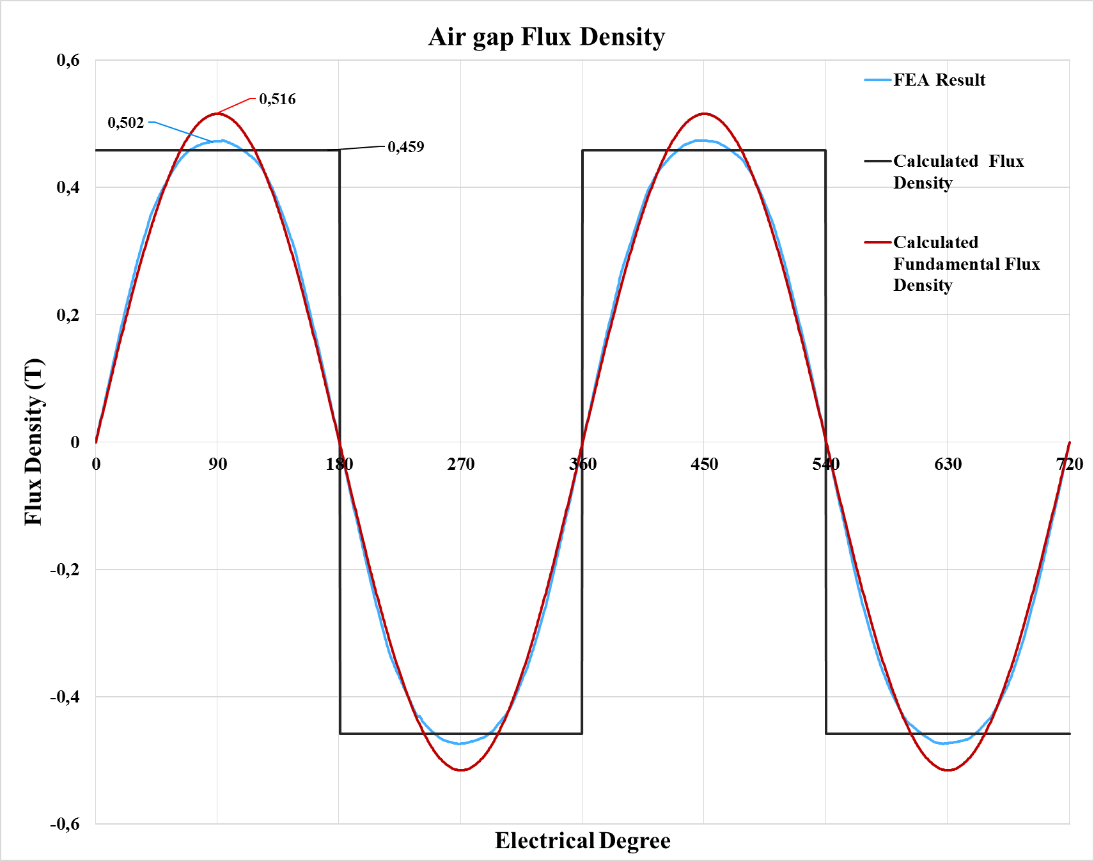 Air gap Flux Density
0,6
0,4
0,2
0
-0,2
-0,4
-0,6
Flux Density (T)
0 90 180 270 360 450 540 630 720
Electrical Degree
0,516
0,502
0,459
FEA Result
Calculated Flux
Density
Calculated
Fundamental Flux
Density